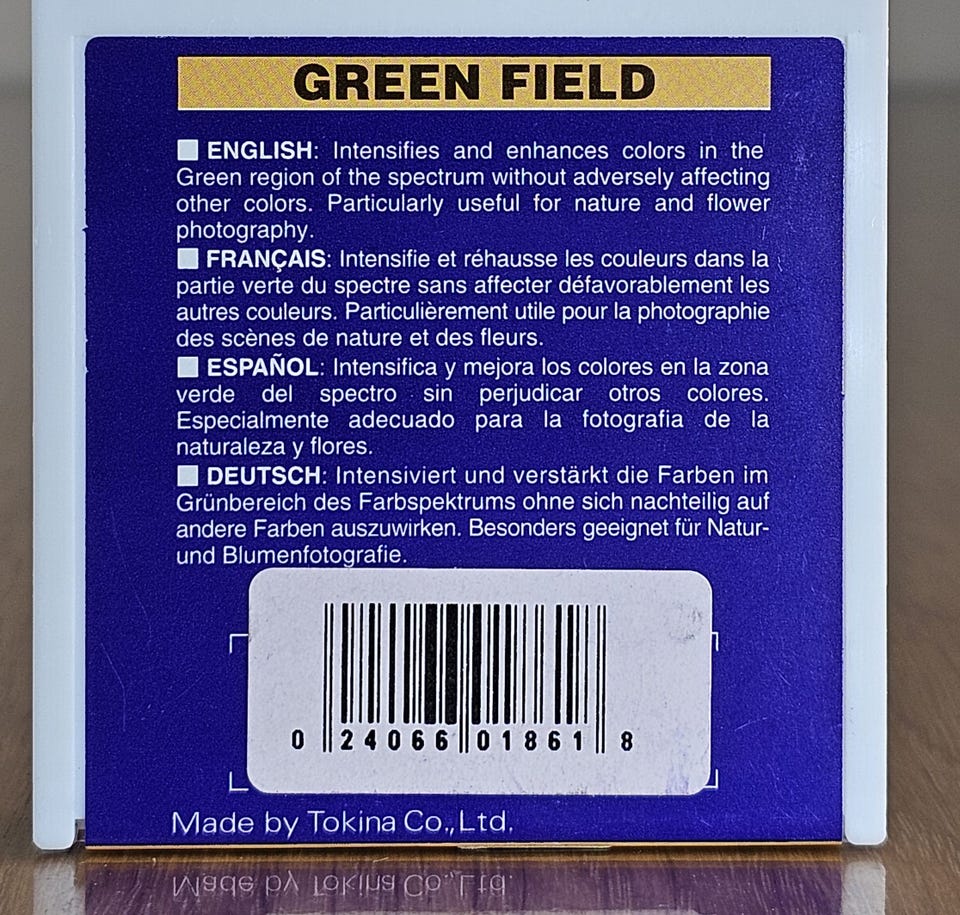 GREEN FIELD
ENGLISH: Intensifies and enhances colors in the
Green region of the spectrum without adversely affecting
other colors. Particularly useful for nature and flower
photography.
FRANÇAIS: Intensifie et réhausse les couleurs dans la
partie verte du spectre sans affecter défavorablement les
autres couleurs. Particulièrement utile pour la photographie
des scènes de nature et des fleurs.
ESPAÑOL: Intensifica y mejora los colores en la zona
verde del spectro sin perjudicar otros colores.
Especialmente adecuado para la fotografia de la
naturaleza y flores.
DEUTSCH: Intensiviert und verstärkt die Farben im
Grünbereich des Farbspektrums ohne sich nachteilig auf
andere Farben auszuwirken. Besonders geeignet für Natur-
und Blumenfotografie.
0 24066 01861 8
Made by Tokina Co.,Ltd.